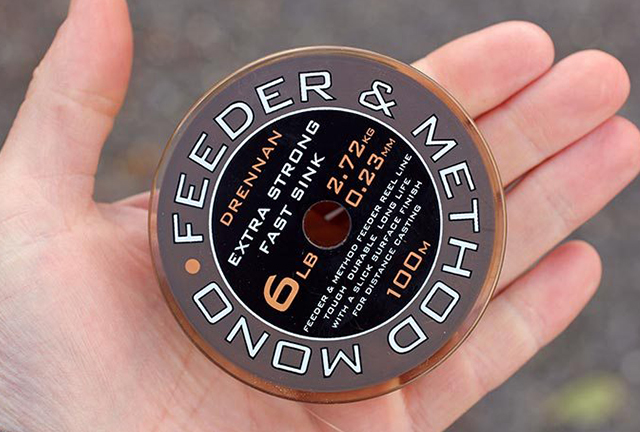 FEEDER & METHOD MONO
DRENNAN
EXTRA STRONG
FAST SINK
6LB
2.72KG
0.23MM
FEEDER & METHOD FEEDER REEL LINE
TOUGH DURABLE LONG LIFE
WITH A SLICK SURFACE FINISH
FOR DISTANCE CASTING
100M